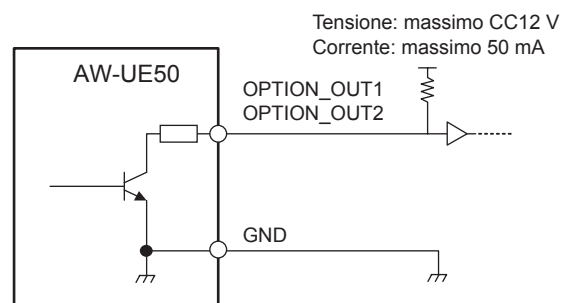 Tensione: massimo CC12 V
Corrente: massimo 50 mA
AW-UE50
OPTION_OUT1
OPTION_OUT2
GND